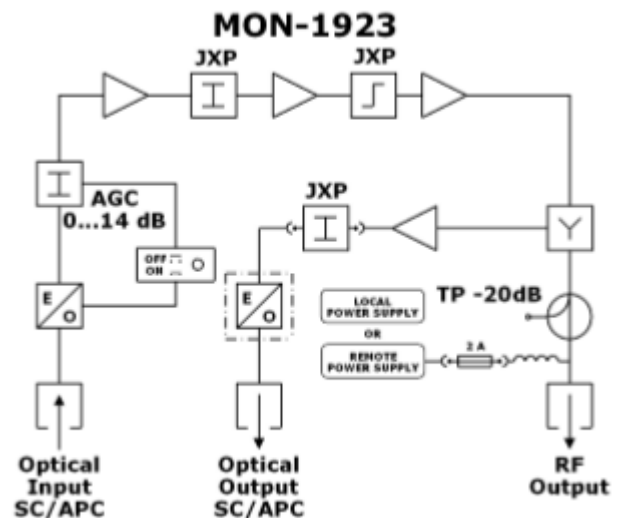 MON-1923
JXP
JXP
AGC
0...14 dB
JXP
OFF
ON
E
O
E
O
TP -20dB
LOCAL
POWER SUPPLY
OR
REMOTE
POWER SUPPLY
2 A
Optical
Input
SC/APC
Optical
Output
SC/APC
RF
Output